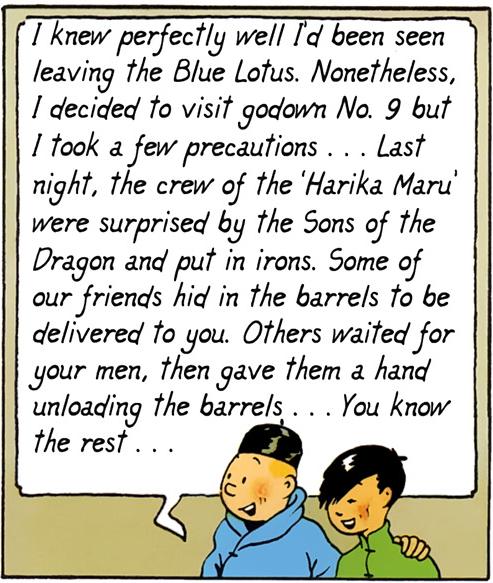 I knew perfectly well I'd been seen
leaving the Blue Lotus. Nonetheless,
I decided to visit godown No. 9 but
I took a few precautions . . . Last
night, the crew of the 'Harika Maru'
were surprised by the Sons of the
Dragon and put in irons. Some of
our friends hid in the barrels to be
delivered to you. Others waited for
your men, then gave them a hand
unloading the barrels . . . You know
the rest . . .